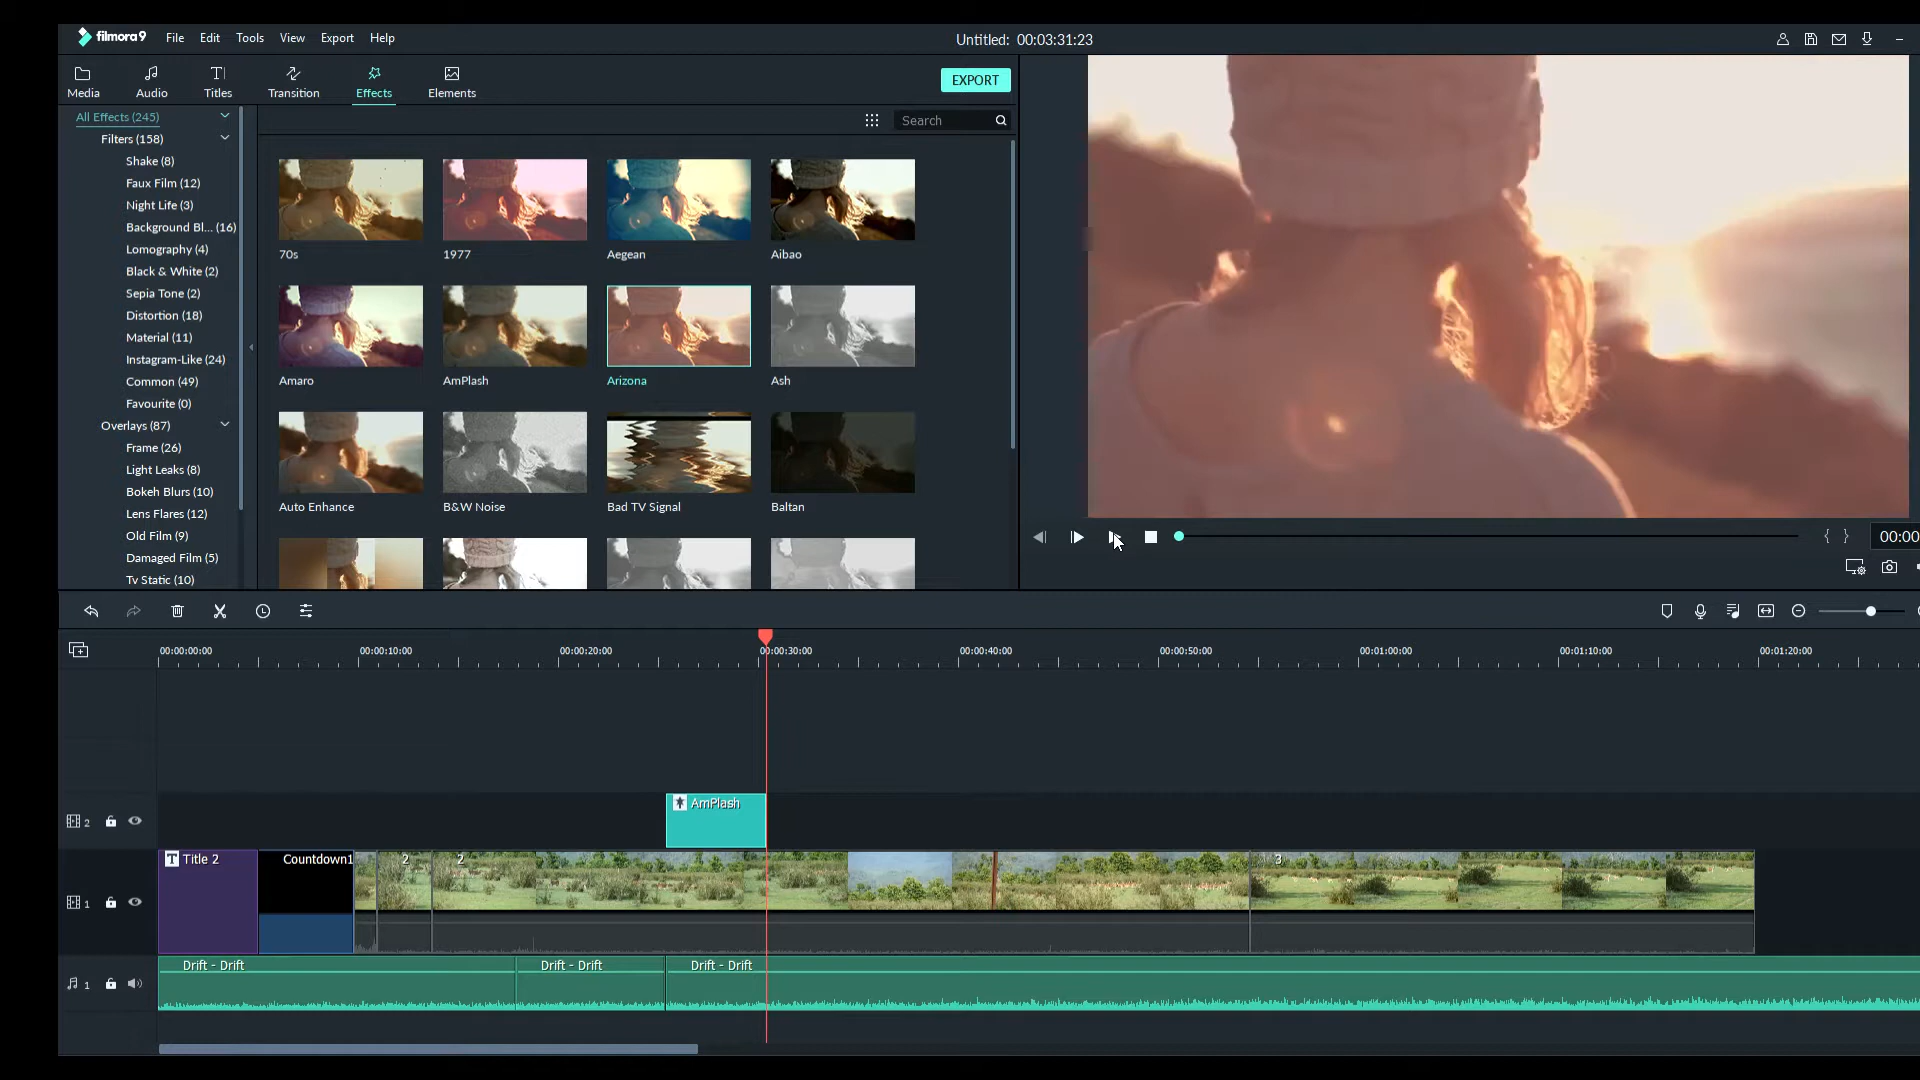 filmora9 File Edit Tools View Export Help Untitled: 00:03:31:23
Media Audio Titles Transition Effects Elements EXPORT
All Effects (245)
Filters (158)
Shake (8)
Faux Film (12)
Night Life (3)
Background Bl... (16)
Lomography (4)
Black & White (2)
Sepia Tone (2)
Distortion (18)
Material (11)
Instagram-Like (24)
Common (49)
Favourite (0)
Overlays (87)
Frame (26)
Light Leaks (8)
Bokeh Blurs (10)
Lens Flares (12)
Old Film (9)
Damaged Film (5)
Tv Static (10)
Search
70s 1977 Aegean Aibao
Amaro AmPlash Arizona Ash
Auto Enhance B&W Noise Bad TV Signal Baltan
{ } 00:00
00:00:00:00 00:00:10:00 00:00:20:00 00:00:30:00 00:00:40:00 00:00:50:00 00:01:00:00 00:01:10:00 00:01:20:00
2 AmPlash
T Title 2 Countdown1 2 2 3
1
Drift - Drift Drift - Drift Drift - Drift
1